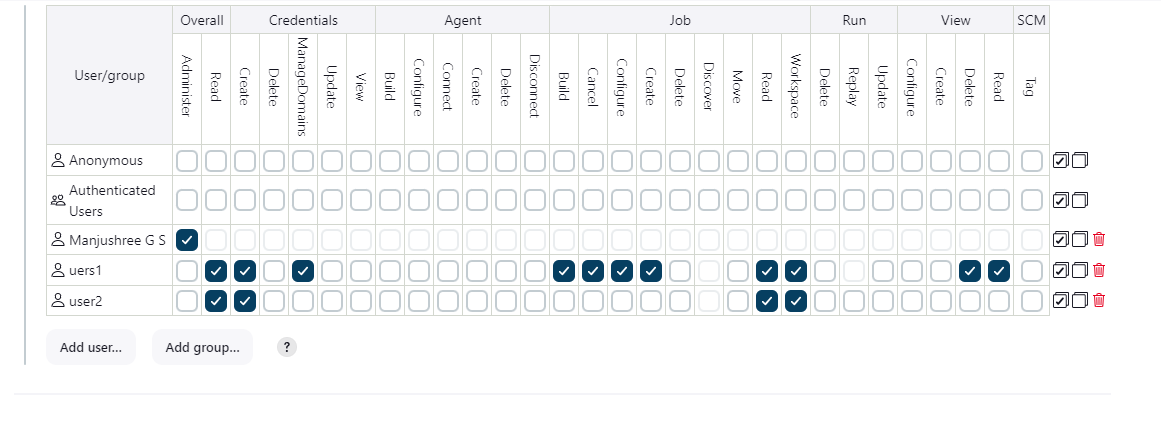 Overall Credentials Agent Job Run View SCM
User/group
Administer Read Create Delete ManageDomains Update View Build Configure Connect Create Delete Disconnect Build Cancel Configure Create Delete Discover Move Read Workspace Delete Replay Update Configure Create Delete Read Tag
Anonymous
Authenticated
Users
Manjushree G S
uers1
user2
Add user...
Add group...
?